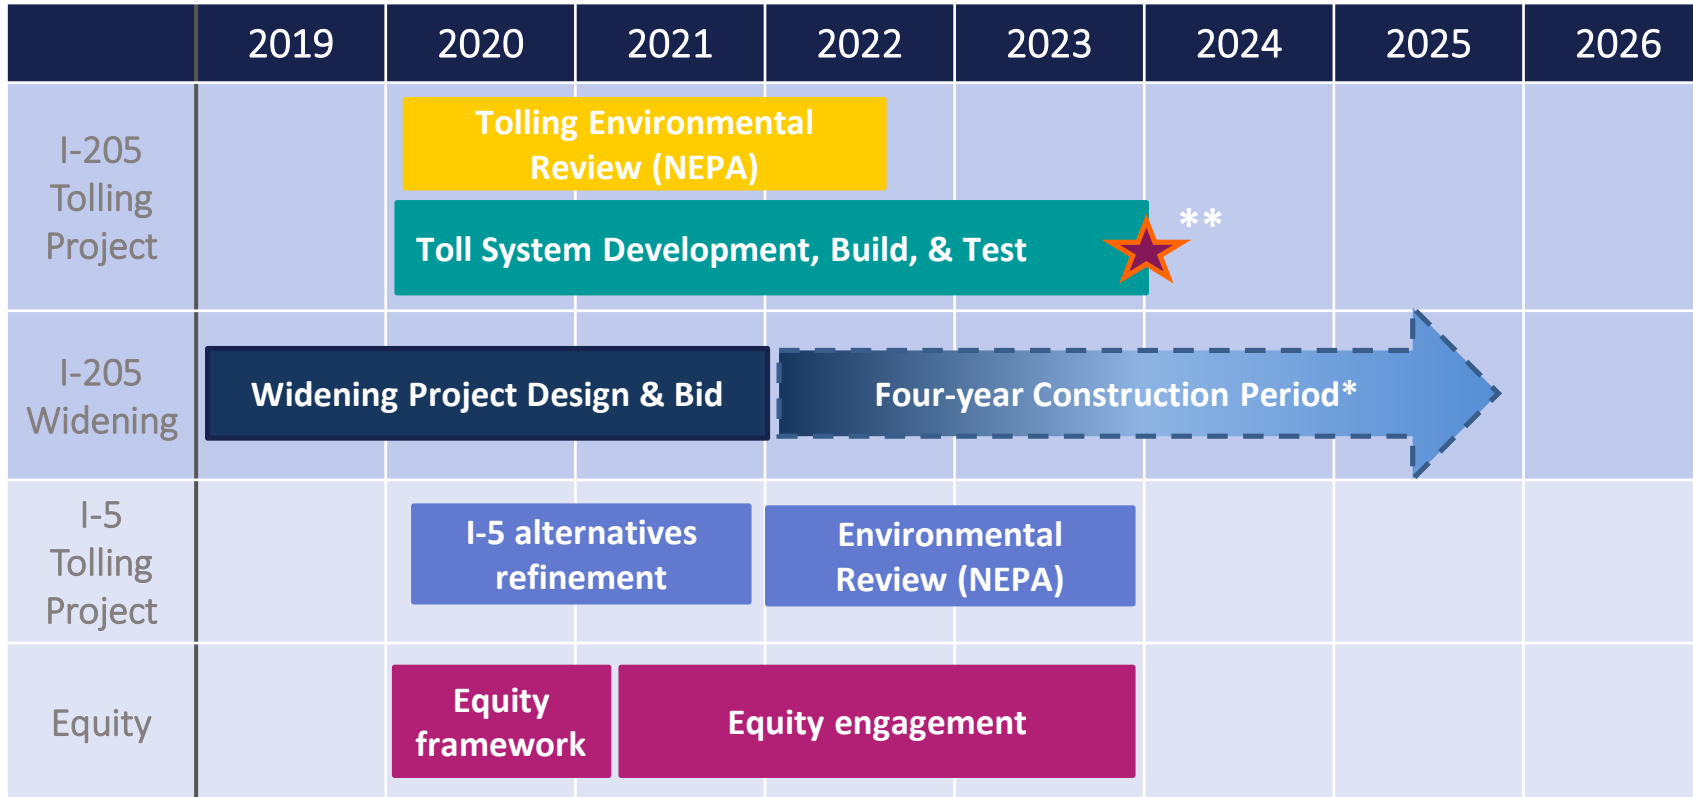 2019 2020 2021 2022 2023 2024 2025 2026
I-205
Tolling
Project
Tolling Environmental
Review (NEPA)
Toll System Development, Build, & Test
**
I-205
Widening
Widening Project Design & Bid
Four-year Construction Period*
I-5
Tolling
Project
I-5 alternatives
refinement
Environmental
Review (NEPA)
Equity
Equity
framework
Equity engagement